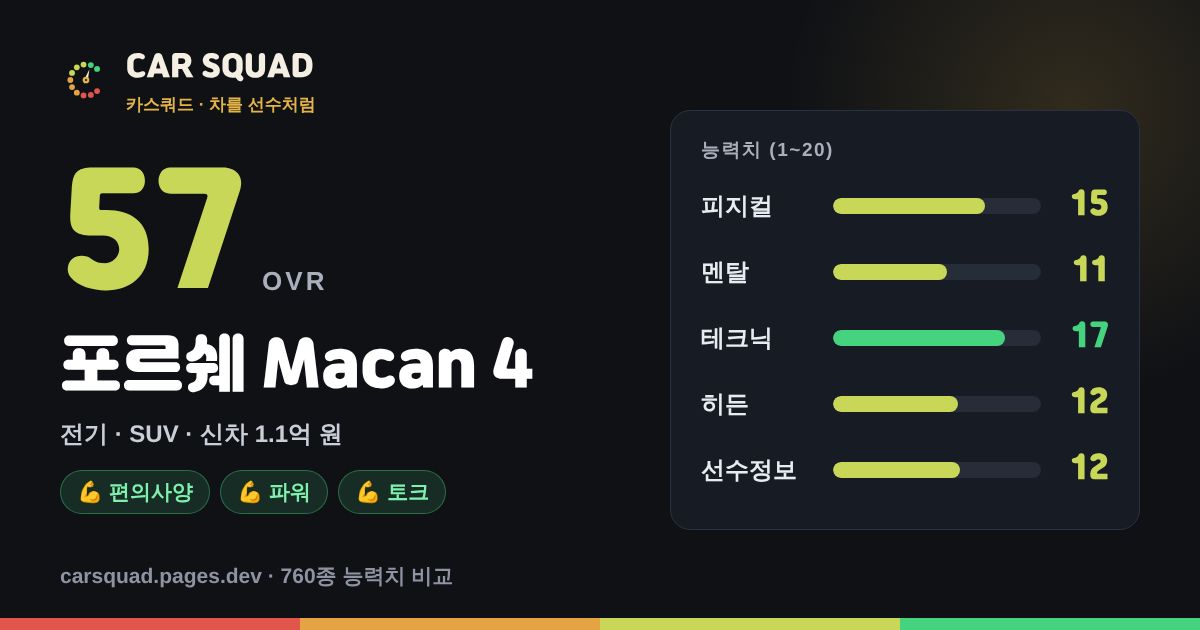 CAR SQUAD
카스쿼드 · 차를 선수처럼
57 OVR
포르쉐 Macan 4
전기 · SUV · 신차 1.1억 원
💪 편의사양 💪 파워 💪 토크
carsquad.pages.dev · 760종 능력치 비교
능력치 (1~20)
피지컬 15
멘탈 11
테크닉 17
히든 12
선수정보 12